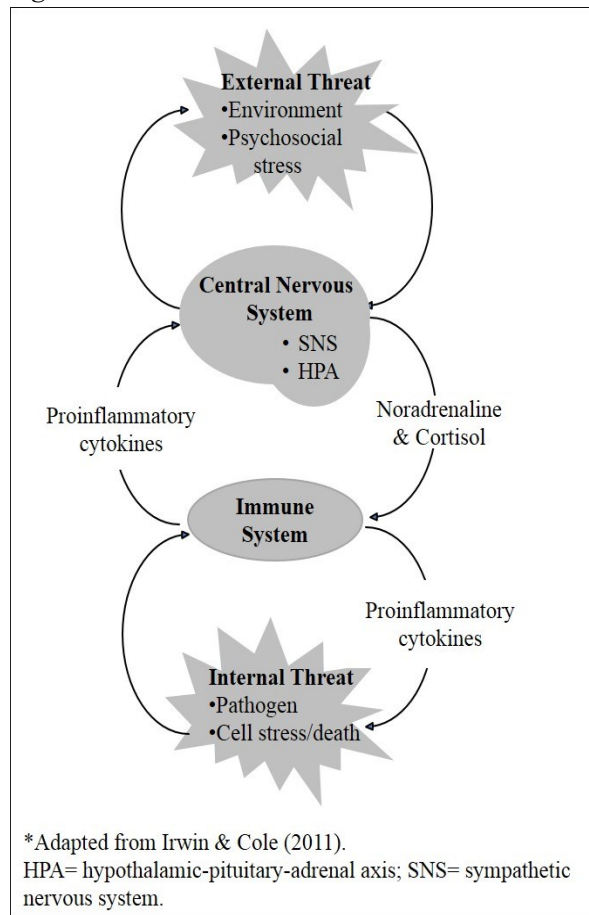 External Threat
•Environment
•Psychosocial
stress
Central Nervous
System
• SNS
• HPA
Proinflammatory
cytokines
Noradrenaline
& Cortisol
Immune
System
Proinflammatory
cytokines
Internal Threat
•Pathogen
•Cell stress/death
*Adapted from Irwin & Cole (2011).
HPA= hypothalamic-pituitary-adrenal axis; SNS= sympathetic
nervous system.